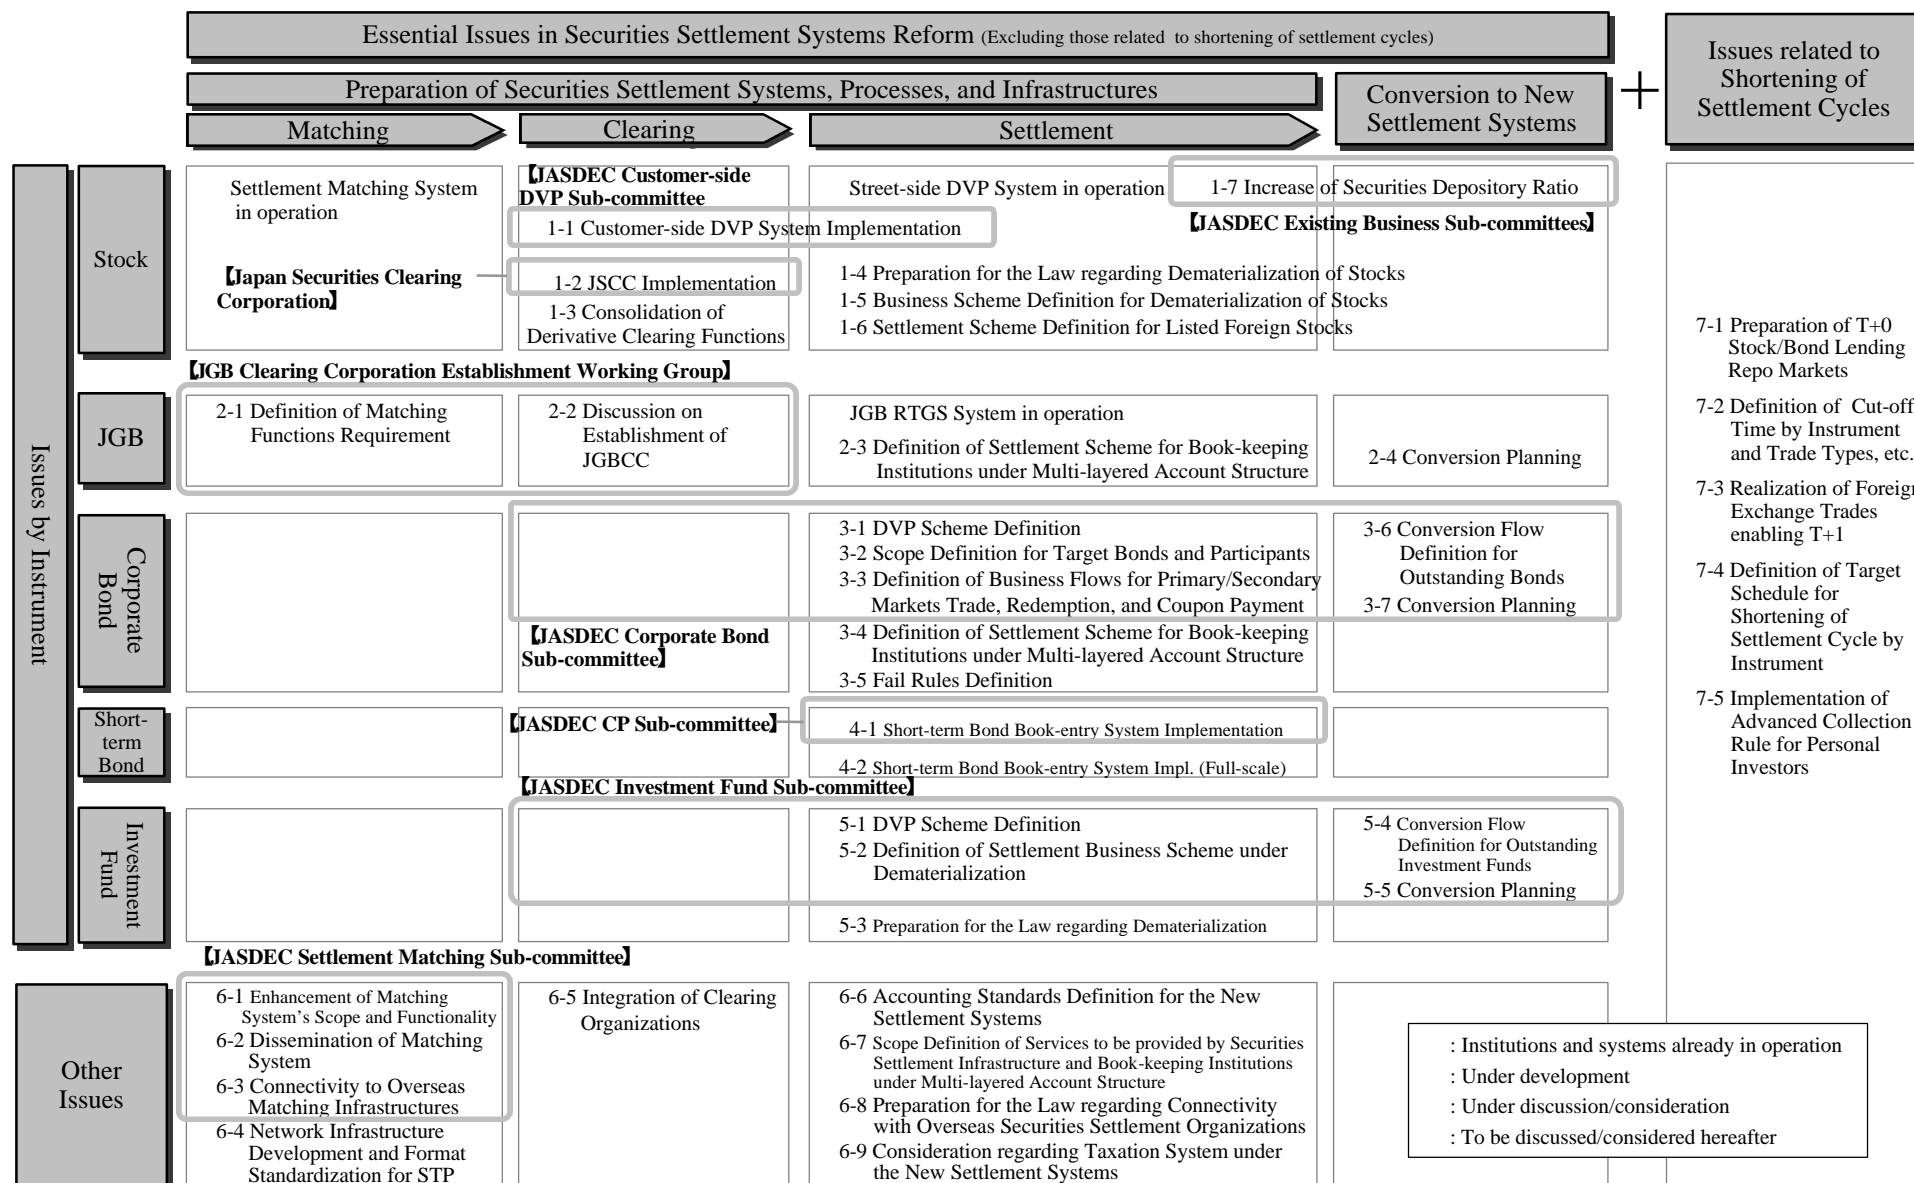 Essential Issues in Securities Settlement Systems Reform (Excluding those related to shortening of settlement cycles)
Preparation of Securities Settlement Systems, Processes, and Infrastructures
Conversion to New
Settlement Systems
+
Issues related to
Shortening of
Settlement Cycles
Matching
Clearing
Settlement
Issues by Instrument
Stock
Settlement Matching System
in operation
【Japan Securities Clearing
Corporation】
【JASDEC Customer-side
DVP Sub-committee
1-1 Customer-side DVP System Implementation
1-2 JSCC Implementation
1-3 Consolidation of
Derivative Clearing Functions
Street-side DVP System in operation
1-7 Increase of Securities Depository Ratio
【JASDEC Existing Business Sub-committees】
1-4 Preparation for the Law regarding Dematerialization of Stocks
1-5 Business Scheme Definition for Dematerialization of Stocks
1-6 Settlement Scheme Definition for Listed Foreign Stocks
【JGB Clearing Corporation Establishment Working Group】
JGB
2-1 Definition of Matching
Functions Requirement
2-2 Discussion on
Establishment of
JGBCC
JGB RTGS System in operation
2-3 Definition of Settlement Scheme for Book-keeping
Institutions under Multi-layered Account Structure
2-4 Conversion Planning
Corporate
Bond
【JASDEC Corporate Bond
Sub-committee】
3-1 DVP Scheme Definition
3-2 Scope Definition for Target Bonds and Participants
3-3 Definition of Business Flows for Primary/Secondary
Markets Trade, Redemption, and Coupon Payment
3-4 Definition of Settlement Scheme for Book-keeping
Institutions under Multi-layered Account Structure
3-5 Fail Rules Definition
3-6 Conversion Flow
Definition for
Outstanding Bonds
3-7 Conversion Planning
Short-
term
Bond
【JASDEC CP Sub-committee】
4-1 Short-term Bond Book-entry System Implementation
4-2 Short-term Bond Book-entry System Impl. (Full-scale)
【JASDEC Investment Fund Sub-committee】
Investment
Fund
5-1 DVP Scheme Definition
5-2 Definition of Settlement Business Scheme under
Dematerialization
5-3 Preparation for the Law regarding Dematerialization
5-4 Conversion Flow
Definition for Outstanding
Investment Funds
5-5 Conversion Planning
【JASDEC Settlement Matching Sub-committee】
Other
Issues
6-1 Enhancement of Matching
System's Scope and Functionality
6-2 Dissemination of Matching
System
6-3 Connectivity to Overseas
Matching Infrastructures
6-4 Network Infrastructure
Development and Format
Standardization for STP
6-5 Integration of Clearing
Organizations
6-6 Accounting Standards Definition for the New
Settlement Systems
6-7 Scope Definition of Services to be provided by Securities
Settlement Infrastructure and Book-keeping Institutions
under Multi-layered Account Structure
6-8 Preparation for the Law regarding Connectivity
with Overseas Securities Settlement Organizations
6-9 Consideration regarding Taxation System under
the New Settlement Systems
7-1 Preparation of T+0
Stock/Bond Lending
Repo Markets
7-2 Definition of Cut-off
Time by Instrument
and Trade Types, etc.
7-3 Realization of Foreign
Exchange Trades
enabling T+1
7-4 Definition of Target
Schedule for
Shortening of
Settlement Cycle by
Instrument
7-5 Implementation of
Advanced Collection
Rule for Personal
Investors
: Institutions and systems already in operation
: Under development
: Under discussion/consideration
: To be discussed/considered hereafter